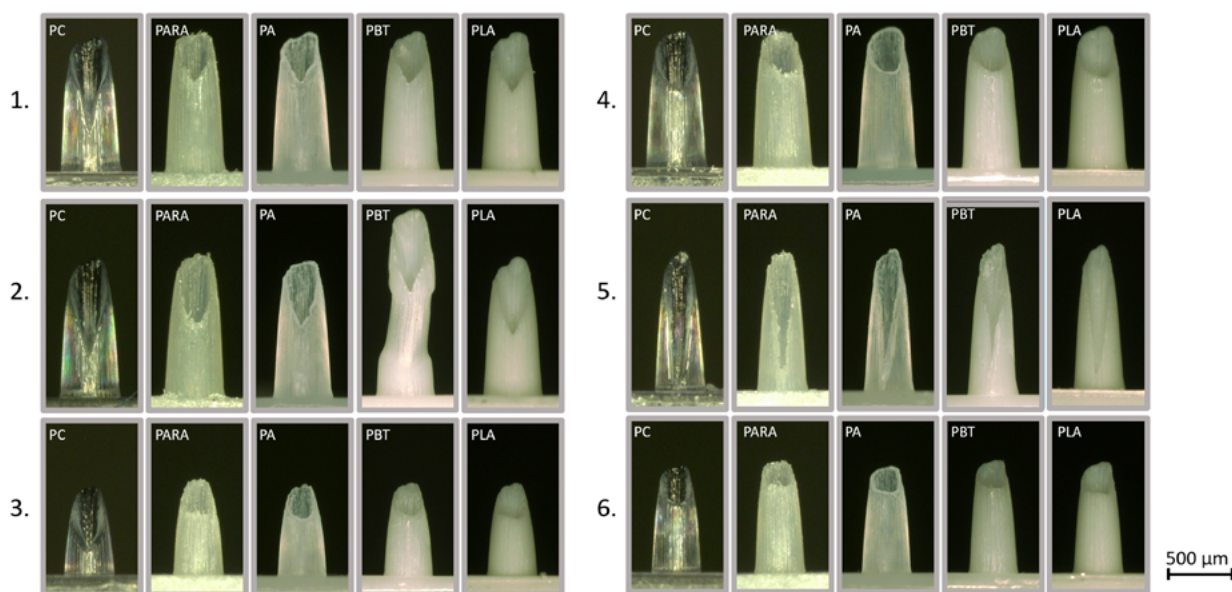 PC PARA PA PBT PLA
1.
PC PARA PA PBT PLA
4.
PC PARA PA PBT PLA
2.
PC PARA PA PBT PLA
5.
PC PARA PA PBT PLA
3.
PC PARA PA PBT PLA
6.
500 µm